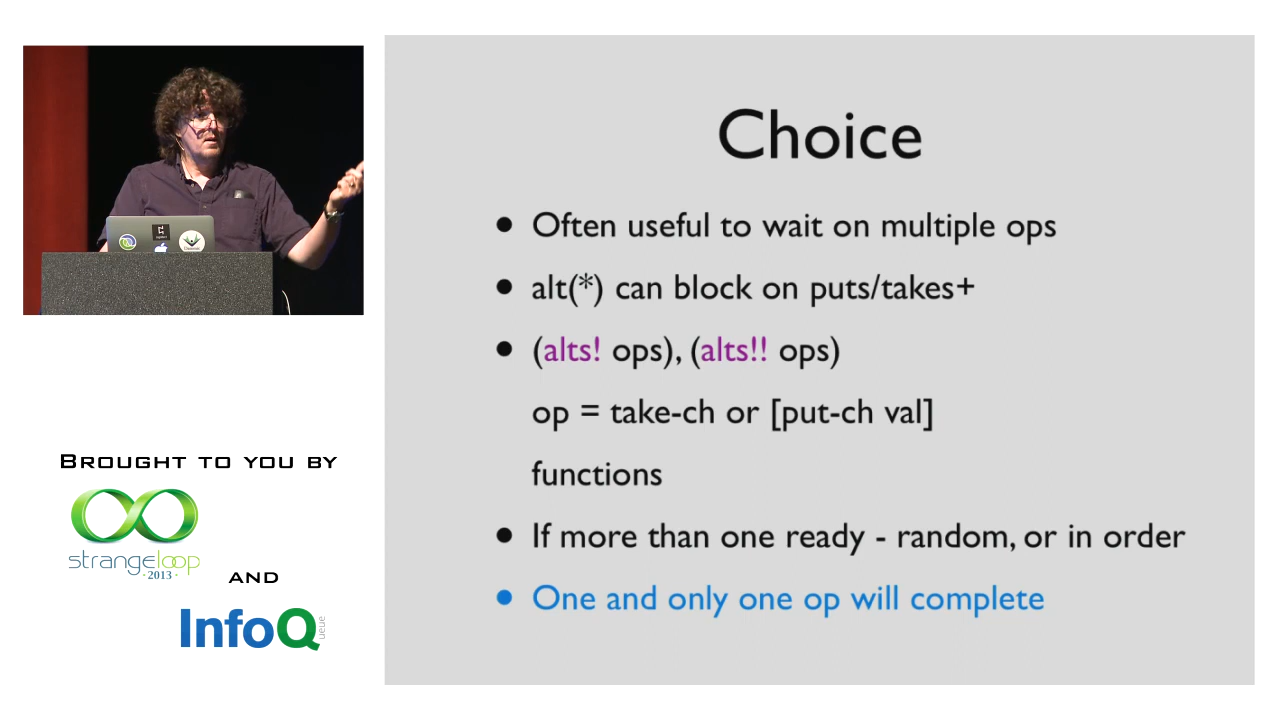 Choice
• Often useful to wait on multiple ops
• alt(*) can block on puts/takes+
• (alts! ops), (alts!! ops)
op = take-ch or [put-ch val]
functions
• If more than one ready - random, or in order
• One and only one op will complete
BROUGHT TO YOU BY
strangeloop
·2013·
AND
InfoQ
ueue